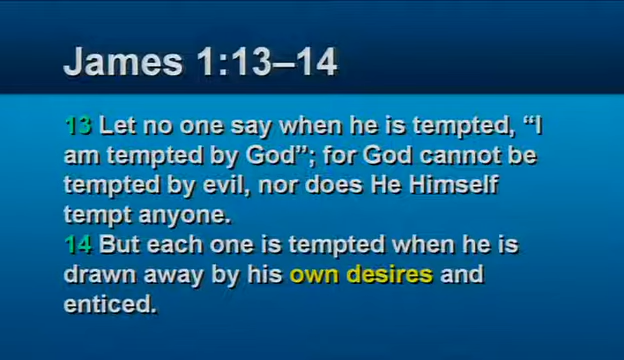 James 1:13–14
13 Let no one say when he is tempted, “I
am tempted by God”; for God cannot be
tempted by evil, nor does He Himself
tempt anyone.
14 But each one is tempted when he is
drawn away by his own desires and
enticed.